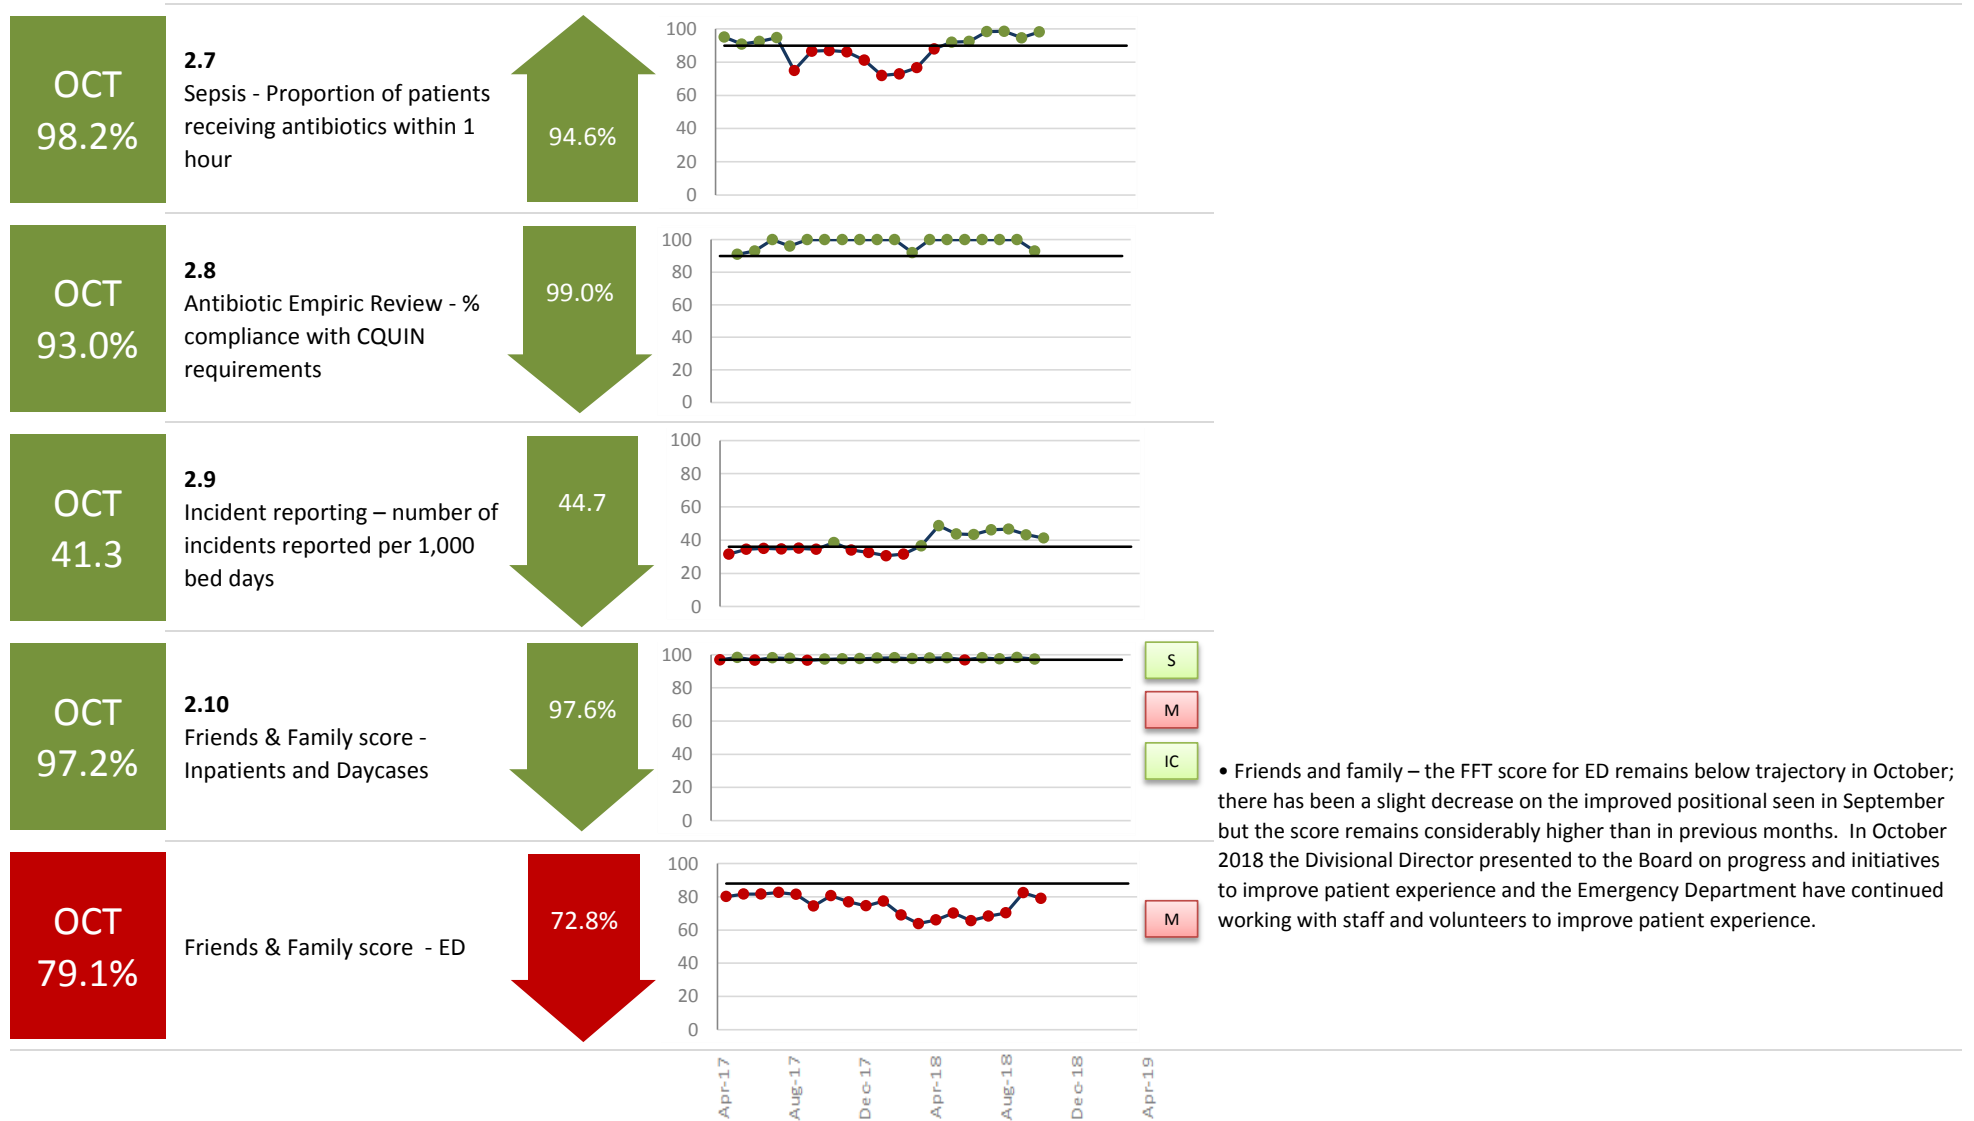 OCT
98.2%
2.7
Sepsis - Proportion of patients
receiving antibiotics within 1
hour
94.6%
100
80
60
40
20
0
OCT
93.0%
2.8
Antibiotic Empiric Review - %
compliance with CQUIN
requirements
99.0%
100
80
60
40
20
0
OCT
41.3
2.9
Incident reporting – number of
incidents reported per 1,000
bed days
44.7
100
80
60
40
20
0
OCT
97.2%
2.10
Friends & Family score -
Inpatients and Daycases
97.6%
100
80
60
40
20
0
S
M
IC
• Friends and family – the FFT score for ED remains below trajectory in October;
there has been a slight decrease on the improved positional seen in September
but the score remains considerably higher than in previous months. In October
2018 the Divisional Director presented to the Board on progress and initiatives
to improve patient experience and the Emergency Department have continued
working with staff and volunteers to improve patient experience.
OCT
79.1%
Friends & Family score - ED
72.8%
100
80
60
40
20
0
M
Apr-17
Aug-17
Dec-17
Apr-18
Aug-18
Dec-18
Apr-19